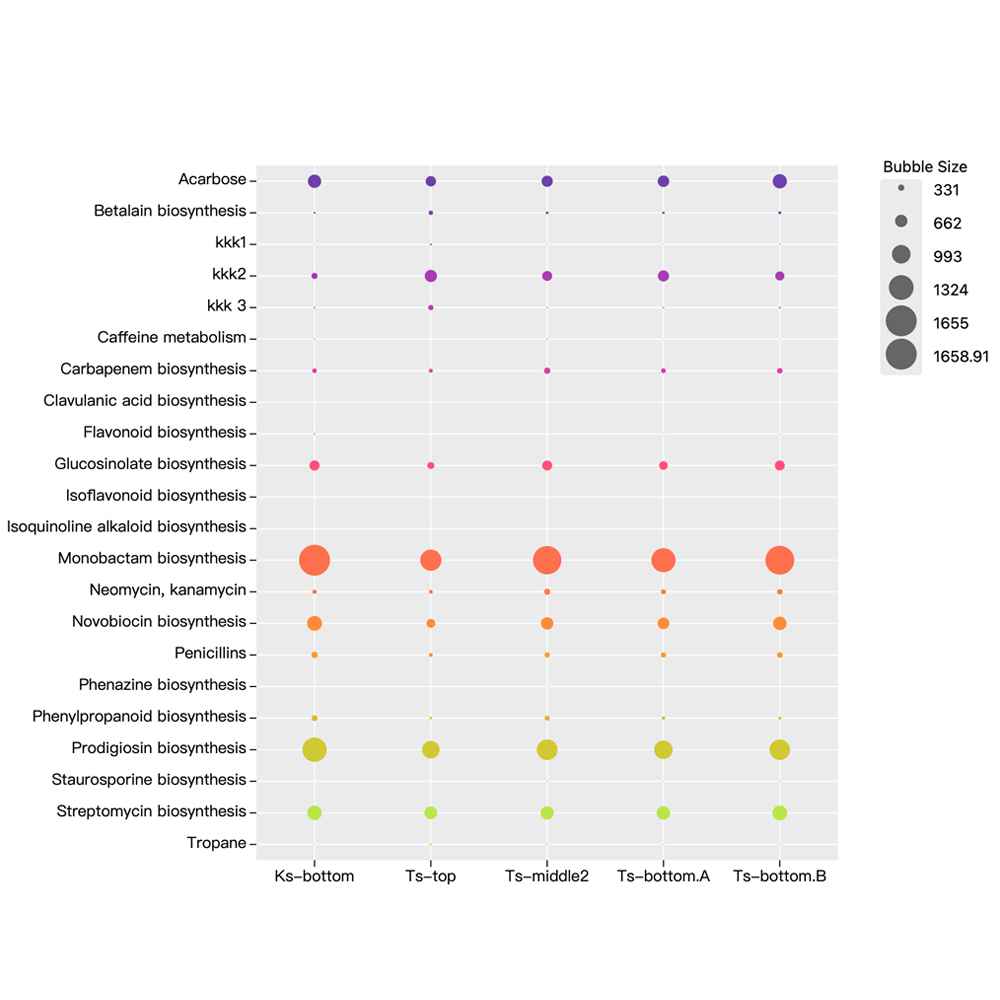 Bubble Size
331
662
993
1324
1655
1658.91
Acarbose
Betalain biosynthesis
kkk1
kkk2
kkk 3
Caffeine metabolism
Carbapenem biosynthesis
Clavulanic acid biosynthesis
Flavonoid biosynthesis
Glucosinolate biosynthesis
Isoflavonoid biosynthesis
Isoquinoline alkaloid biosynthesis
Monobactam biosynthesis
Neomycin, kanamycin
Novobiocin biosynthesis
Penicillins
Phenazine biosynthesis
Phenylpropanoid biosynthesis
Prodigiosin biosynthesis
Staurosporine biosynthesis
Streptomycin biosynthesis
Tropane
Ks-bottom Ts-top Ts-middle2 Ts-bottom.A Ts-bottom.B